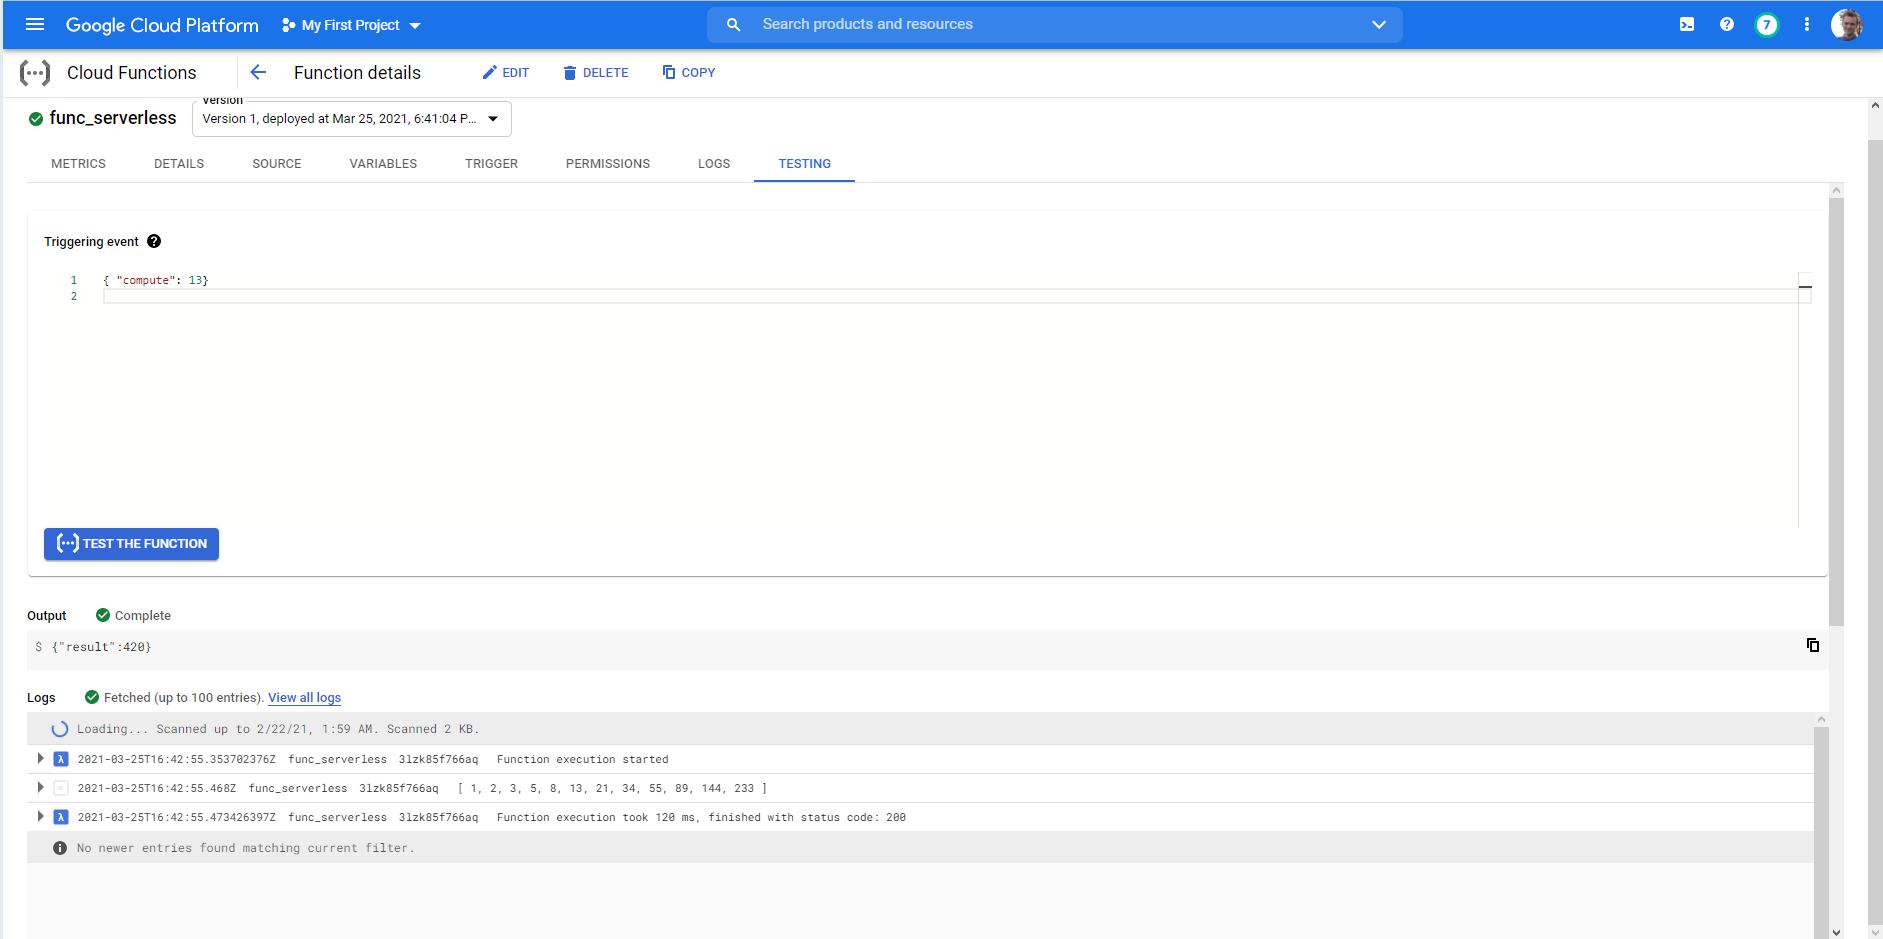 Google Cloud Platform My First Project Search products and resources 7
Cloud Functions Function details EDIT DELETE COPY
Version
func_serverless Version 1, deployed at Mar 25, 2021, 6:41:04 P...
METRICS DETAILS SOURCE VARIABLES TRIGGER PERMISSIONS LOGS TESTING
Triggering event
1 { "compute": 13}
2
TEST THE FUNCTION
Output Complete
$ {"result":420}
Logs Fetched (up to 100 entries). View all logs
Loading... Scanned up to 2/22/21, 1:59 AM. Scanned 2 KB.
2021-03-25T16:42:55.353702376Z func_serverless 3lzk85f766aq Function execution started
2021-03-25T16:42:55.468Z func_serverless 3lzk85f766aq [ 1, 2, 3, 5, 8, 13, 21, 34, 55, 89, 144, 233 ]
2021-03-25T16:42:55.473426397Z func_serverless 3lzk85f766aq Function execution took 120 ms, finished with status code: 200
No newer entries found matching current filter.